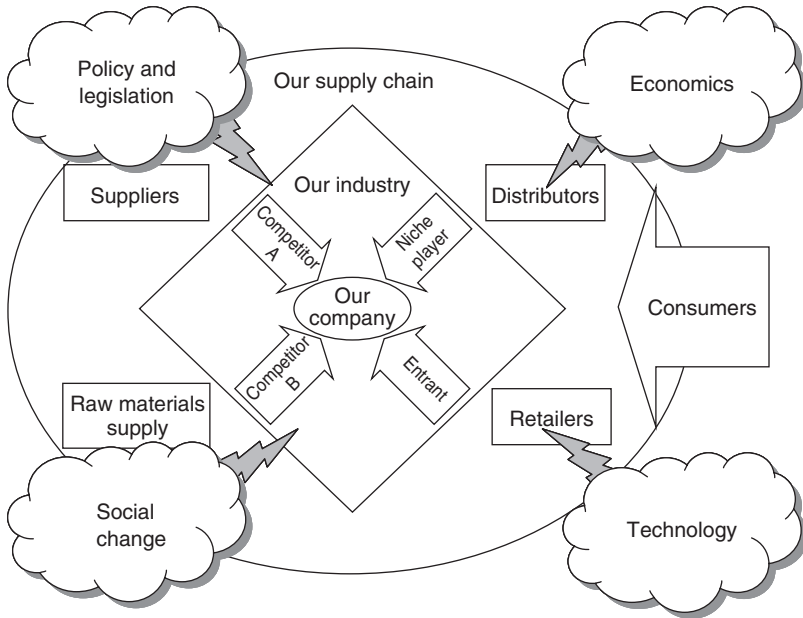 Policy and
legislation
Our supply chain
Economics
Suppliers
Our industry
Distributors
Competitor
A
Niche
player
Our
company
Consumers
Competitor
B
Entrant
Raw materials
supply
Retailers
Social
change
Technology